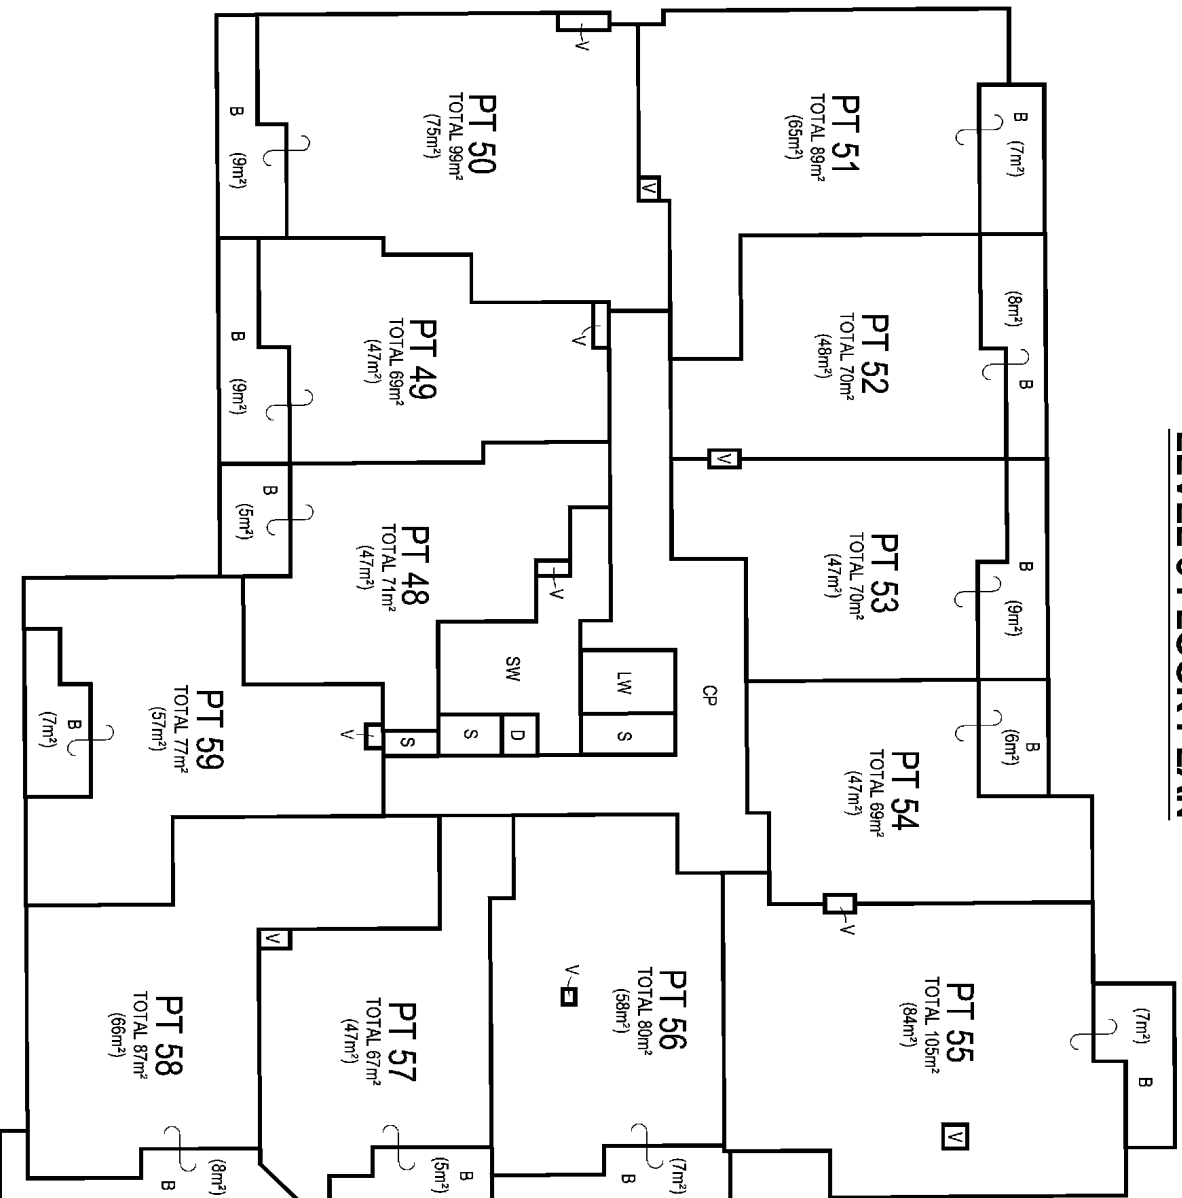 V
PT 50
TOTAL 99m²
(75m²)
B
(9m²)
PT 51
TOTAL 89m²
(65m²)
B
(7m²)
V
PT 49
TOTAL 69m²
(47m²)
B
(9m²)
V
PT 52
TOTAL 70m²
(48m²)
(8m²)
B
V
PT 48
TOTAL 71m²
(47m²)
B
(5m²)
V
PT 53
TOTAL 70m²
(47m²)
B
(9m²)
SW
LW
CP
S
D
S
S
V
PT 59
TOTAL 77m²
(57m²)
B
(7m²)
PT 54
TOTAL 69m²
(47m²)
B
(6m²)
V
PT 55
TOTAL 105m²
(84m²)
(7m²)
B
V
PT 56
TOTAL 80m²
(58m²)
V
(7m²)
B
PT 57
TOTAL 67m²
(47m²)
B
(5m²)
V
PT 58
TOTAL 87m²
(66m²)
(8m²)
B